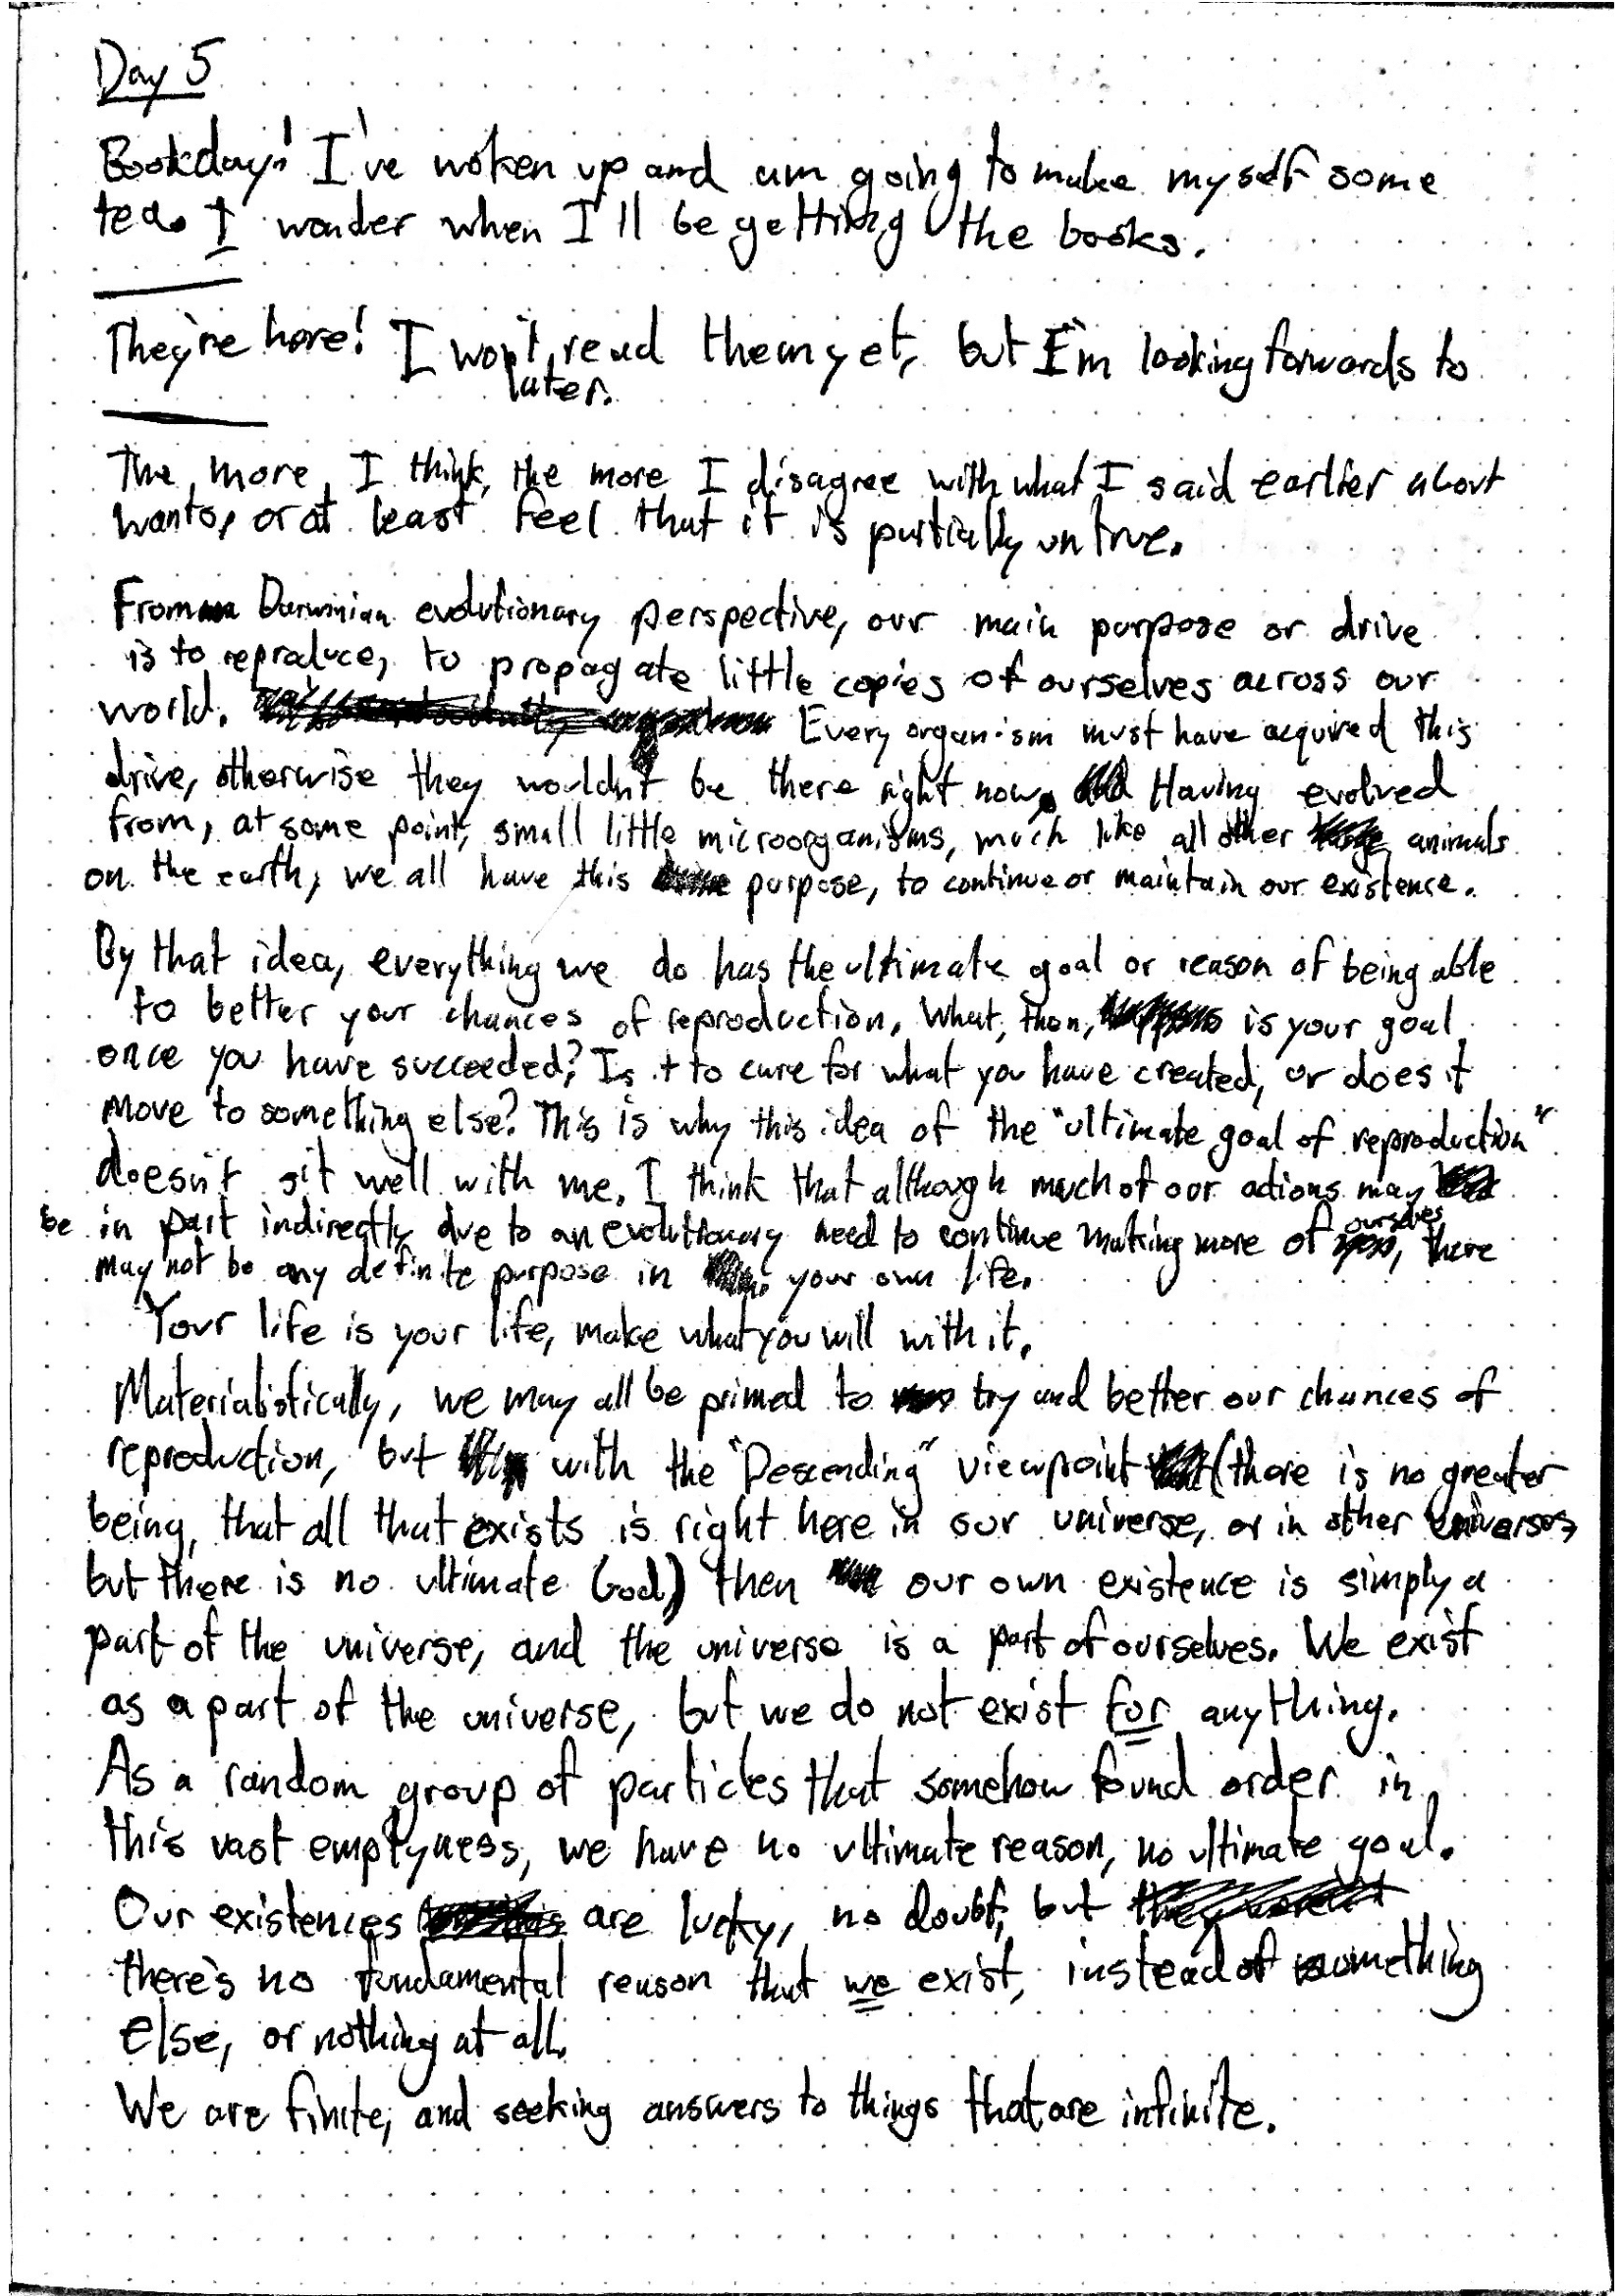 Day 5
Bookday! I've woken up and am going to make myself some
tea. I wonder when I'll be getting the books.
They're here! I won't read them yet, but I'm looking forwards to
later.
The more I think, the more I disagree with what I said earlier about
wants, or at least feel that it is partially untrue.
From Darwinian evolutionary perspective, our main purpose or drive
is to reproduce, to propagate little copies of ourselves across our
world. Every organism must have acquired this
drive, otherwise they wouldn't be there right now. Having evolved
from, at some point, small little microorganisms, much like all other animals
on the earth, we all have this purpose, to continue or maintain our existence.
By that idea, everything we do has the ultimate goal or reason of being able
to better your chances of reproduction. What, then, is your goal
once you have succeeded? Is it to care for what you have created, or does it
move to something else? This is why this idea of the "ultimate goal of reproduction"
doesn't sit well with me. I think that although much of our actions may
be in part indirectly due to an evolutionary need to continue making more of ourselves, there
may not be any definite purpose in your own life.
Your life is your life, make what you will with it.
Materialistically, we may all be primed to try and better our chances of
reproduction, but with the "Descending" viewpoint (there is no greater
being, that all that exists is right here in our universe, or in other universes,
but there is no ultimate God) then our own existence is simply a
part of the universe, and the universe is a part of ourselves. We exist
as a part of the universe, but we do not exist for anything.
As a random group of particles that somehow found order in
this vast emptyness, we have no ultimate reason, no ultimate goal.
Our existences are lucky, no doubt, but
there's no fundamental reason that we exist, instead of something
else, or nothing at all.
We are finite, and seeking answers to things that are infinite.